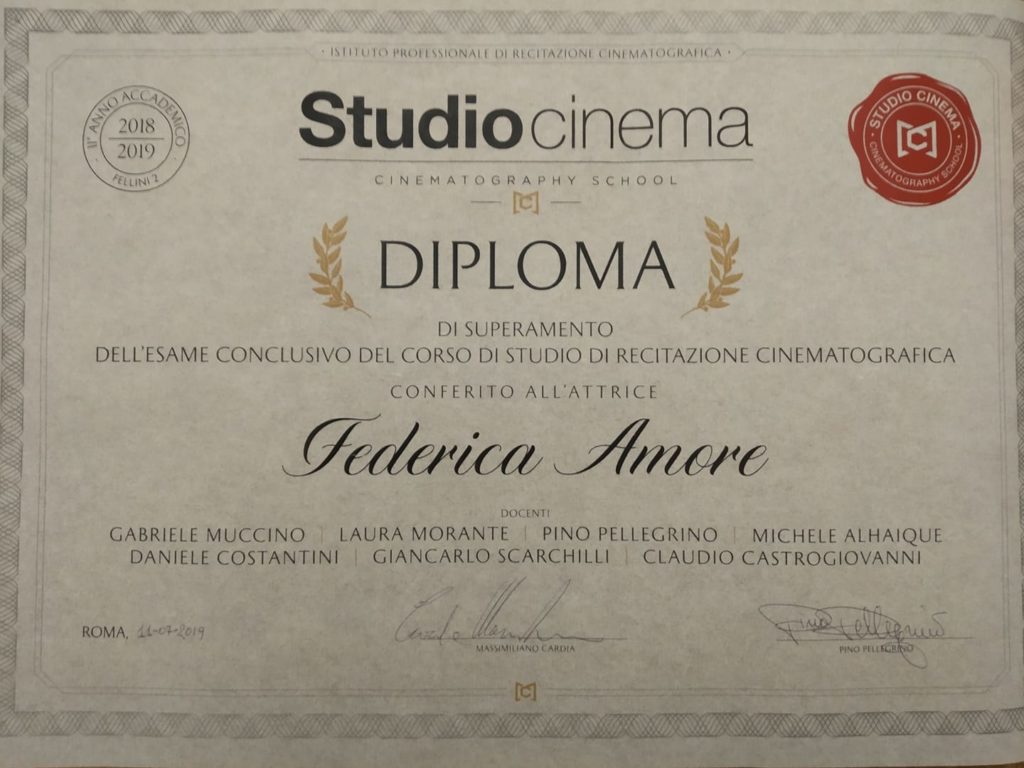 · ISTITUTO PROFESSIONALE DI RECITAZIONE CINEMATOGRAFICA ·
II° ANNO ACCADEMICO
2018
2019
FELLINI 2
Studiocinema
CINEMATOGRAPHY SCHOOL
STUDIO CINEMA
CINEMATOGRAPHY SCHOOL
DIPLOMA
DI SUPERAMENTO
DELL'ESAME CONCLUSIVO DEL CORSO DI STUDIO DI RECITAZIONE CINEMATOGRAFICA
CONFERITO ALL'ATTRICE
Federica Amore
DOCENTI
GABRIELE MUCCINO | LAURA MORANTE | PINO PELLEGRINO | MICHELE ALHAIQUE
DANIELE COSTANTINI | GIANCARLO SCARCHILLI | CLAUDIO CASTROGIOVANNI
ROMA, 11-07-2019
Pino Pellegrino
MASSIMILIANO CARDIA
PINO PELLEGRINO